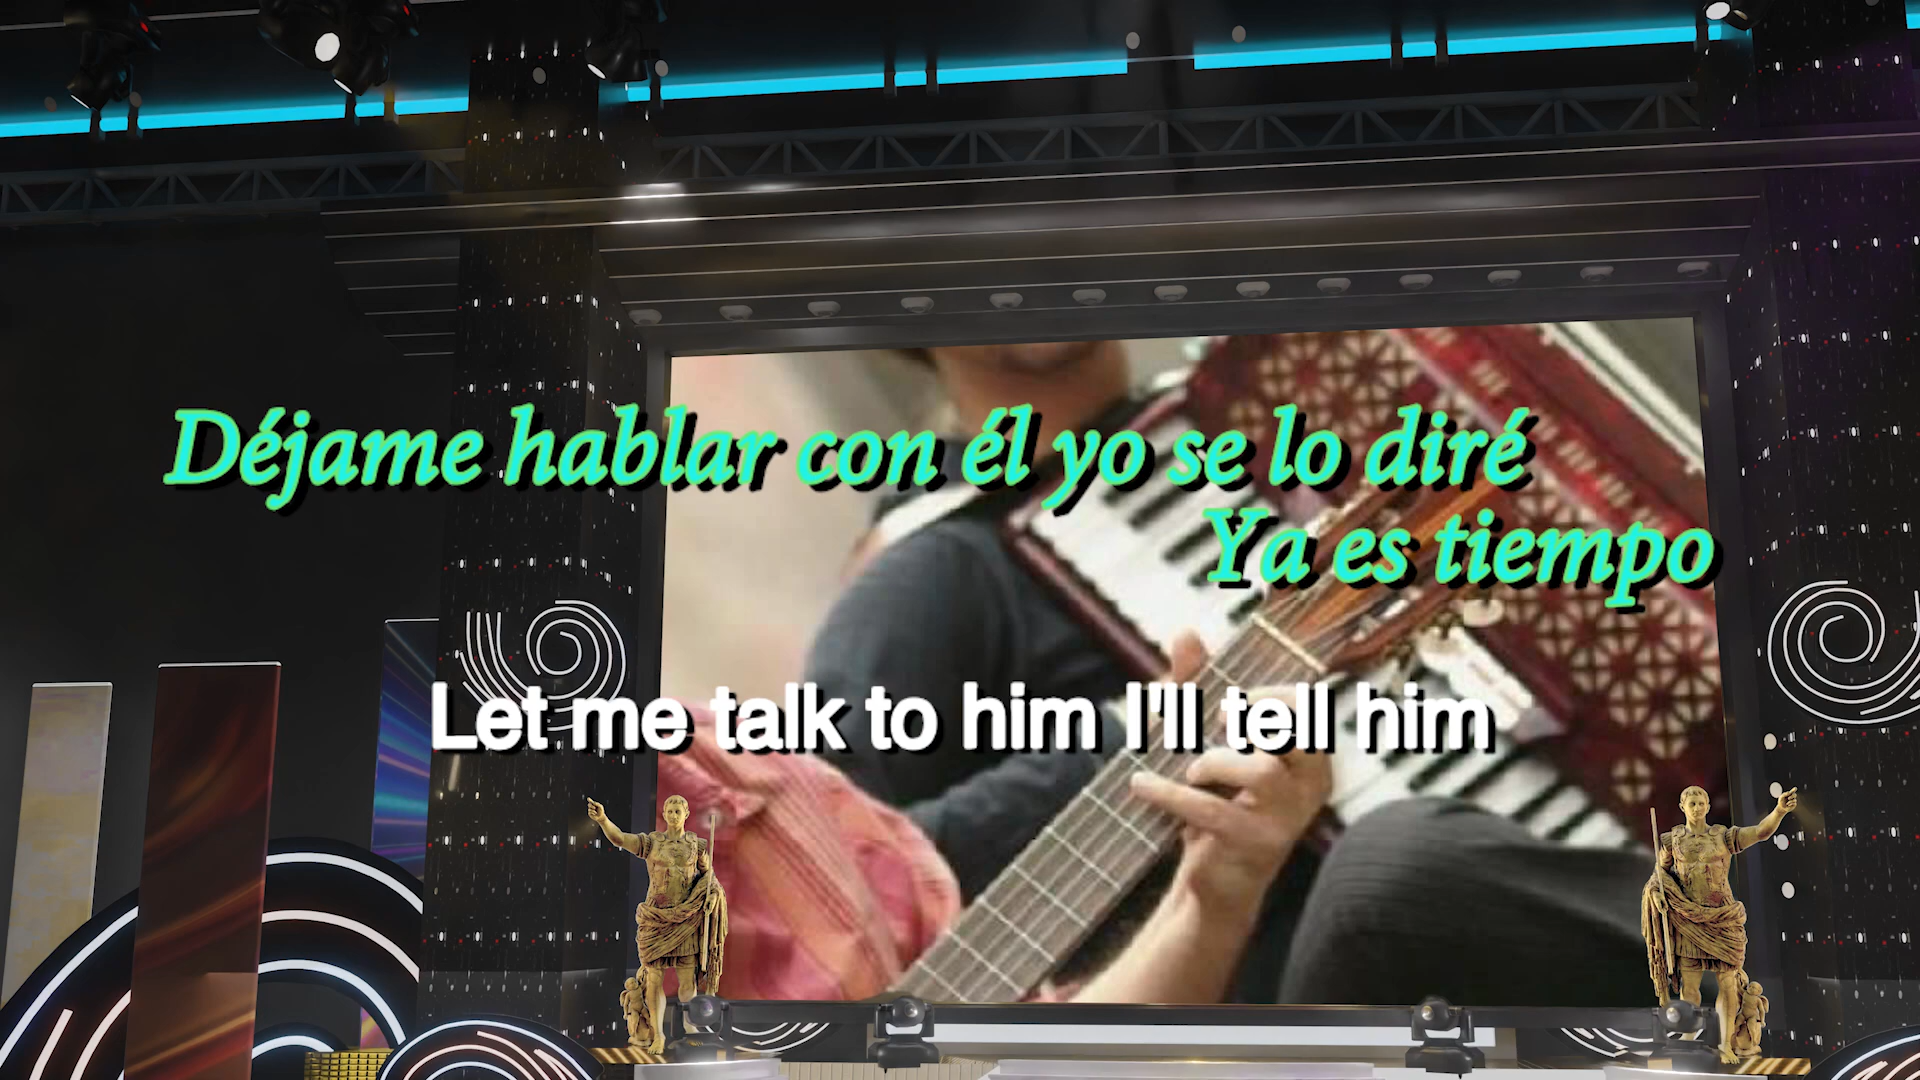 Déjame hablar con él yo se lo diré
Ya es tiempo
Let me talk to him I'll tell him